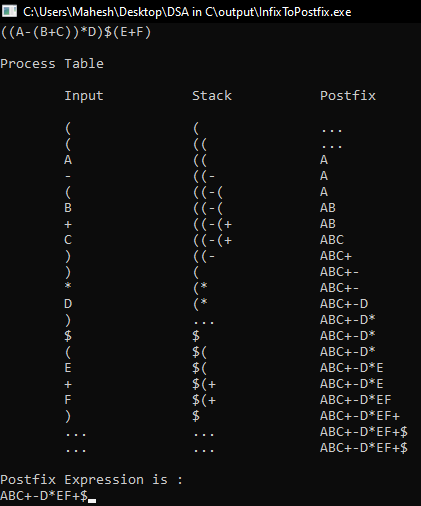 C:\Users\Mahesh\Desktop\DSA in C\output\InfixToPostfix.exe
((A-(B+C))*D)$(E+F)
Process Table
Input Stack Postfix
( ( ...
( (( ...
A (( A
- ((- A
( ((-( A
B ((-( AB
+ ((-(+ AB
C ((-(+ ABC
) ((- ABC+
) ( ABC+-
* (* ABC+-
D (* ABC+-D
) ... ABC+-D*
$ $ ABC+-D*
( $( ABC+-D*
E $( ABC+-D*E
+ $(+ ABC+-D*E
F $(+ ABC+-D*EF
) $ ABC+-D*EF+
... ... ABC+-D*EF+$
... ... ABC+-D*EF+$
Postfix Expression is :
ABC+-D*EF+$